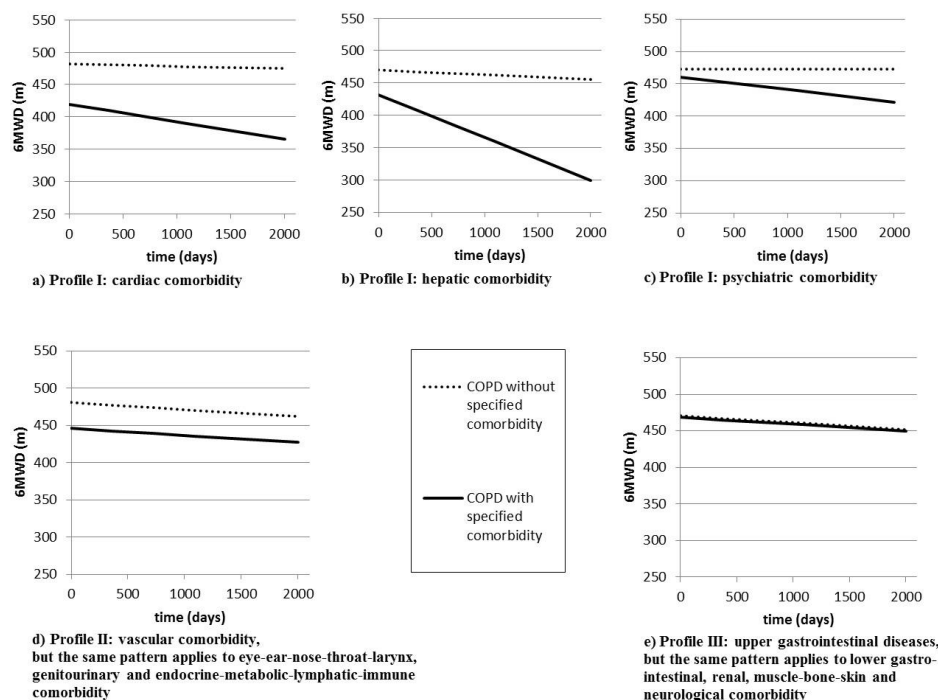 550
500
450
400
350
300
250
6MWD (m)
0 500 1000 1500 2000
time (days)
a) Profile I: cardiac comorbidity
550
500
450
400
350
300
250
6MWD (m)
0 500 1000 1500 2000
time (days)
b) Profile I: hepatic comorbidity
550
500
450
400
350
300
250
6MWD (m)
0 500 1000 1500 2000
time (days)
c) Profile I: psychiatric comorbidity
550
500
450
400
350
300
250
6MWD (m)
0 500 1000 1500 2000
time (days)
d) Profile II: vascular comorbidity,
but the same pattern applies to eye-ear-nose-throat-larynx,
genitourinary and endocrine-metabolic-lymphatic-immune
comorbidity
COPD without
specified
comorbidity
COPD with
specified
comorbidity
550
500
450
400
350
300
250
6MWD (m)
0 500 1000 1500 2000
time (days)
e) Profile III: upper gastrointestinal diseases,
but the same pattern applies to lower gastro-
intestinal, renal, muscle-bone-skin and
neurological comorbidity